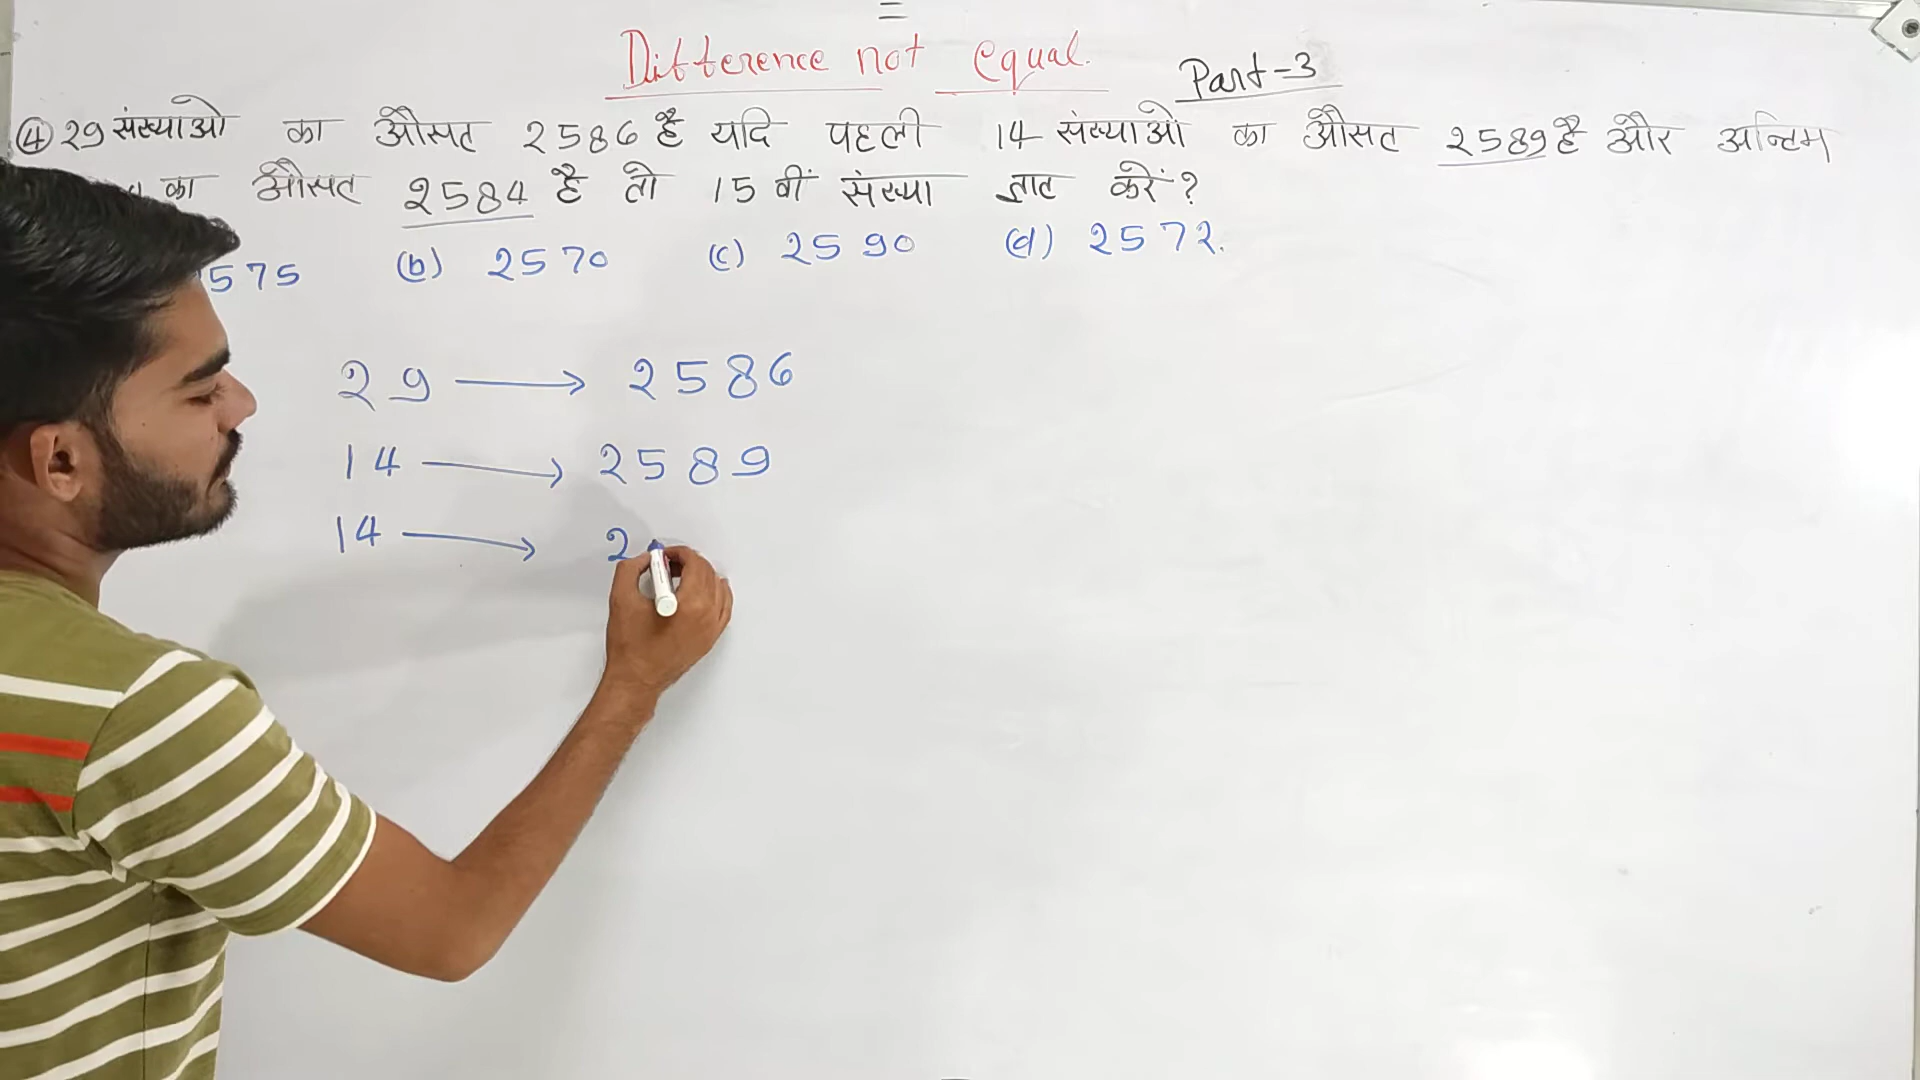 Difference not equal.
Part-3
④ 29 संख्याओ का औसत 2586 है यदि पहली 14 संख्याओ का औसत 2589 है और अन्तिम
का औसत 2584 है तो 15 वीं संख्या ज्ञात करें ?
575 (b) 2570 (c) 2590 (d) 2572.
29 → 2586
14 → 2589
14 → 2